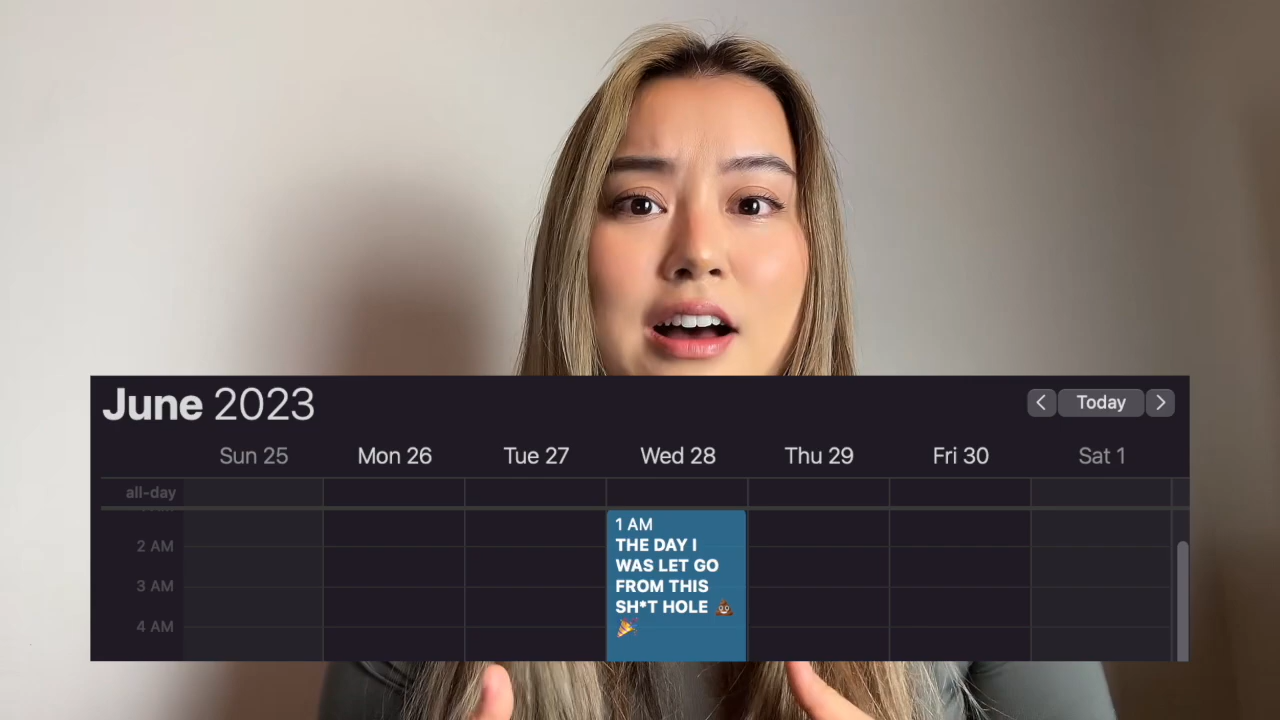 June 2023
< Today >
Sun 25 Mon 26 Tue 27 Wed 28 Thu 29 Fri 30 Sat 1
all-day
1 AM
THE DAY I
WAS LET GO
FROM THIS
SH*T HOLE 💩
🎉
2 AM
3 AM
4 AM